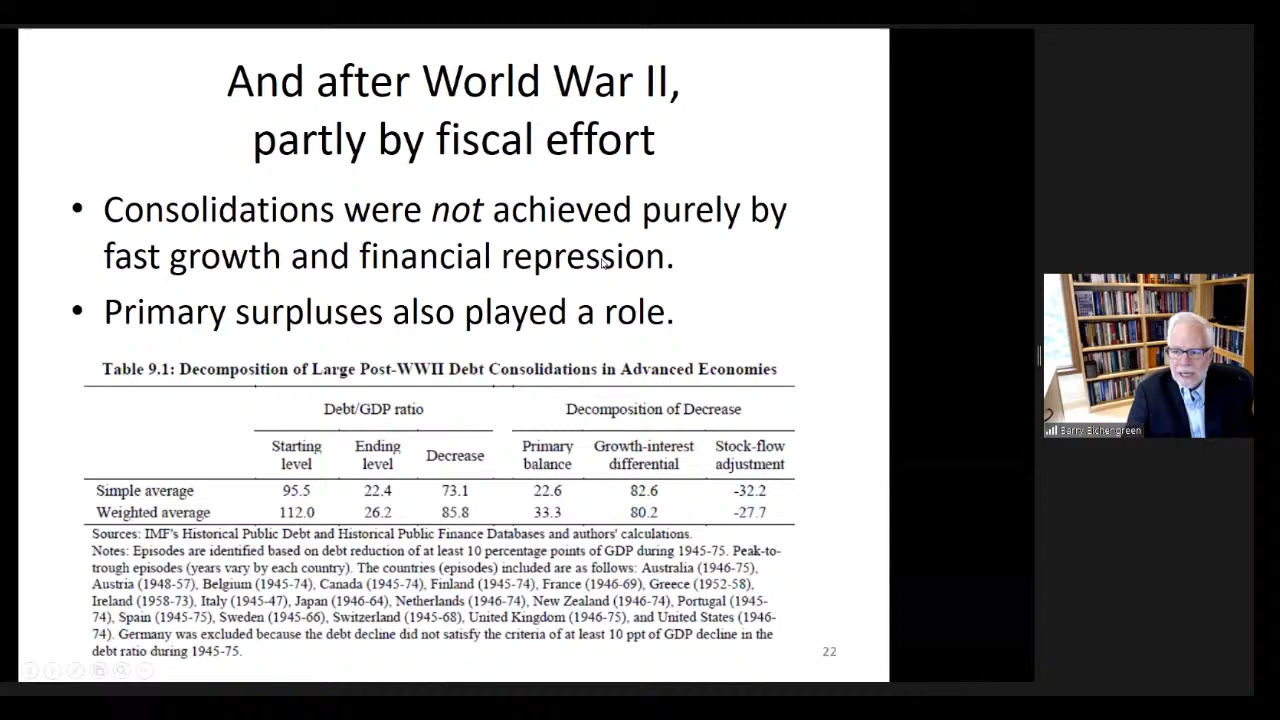 And after World War II,
partly by fiscal effort
• Consolidations were not achieved purely by
fast growth and financial repression.
• Primary surpluses also played a role.
Table 9.1: Decomposition of Large Post-WWII Debt Consolidations in Advanced Economies
Debt/GDP ratio Decomposition of Decrease
Starting level Ending level Decrease Primary balance Growth-interest differential Stock-flow adjustment
Simple average 95.5 22.4 73.1 22.6 82.6 -32.2
Weighted average 112.0 26.2 85.8 33.3 80.2 -27.7
Sources: IMF's Historical Public Debt and Historical Public Finance Databases and authors' calculations.
Notes: Episodes are identified based on debt reduction of at least 10 percentage points of GDP during 1945-75. Peak-to-
trough episodes (years vary by each country). The countries (episodes) included are as follows: Australia (1946-75),
Austria (1948-57), Belgium (1945-74), Canada (1945-74), Finland (1945-74), France (1946-69), Greece (1952-58),
Ireland (1958-73), Italy (1945-47), Japan (1946-64), Netherlands (1946-74), New Zealand (1946-74), Portugal (1945-
74), Spain (1945-75), Sweden (1945-66), Switzerland (1945-68), United Kingdom (1946-75), and United States (1946-
74). Germany was excluded because the debt decline did not satisfy the criteria of at least 10 ppt of GDP decline in the
debt ratio during 1945-75.
22
Barry Eichengreen